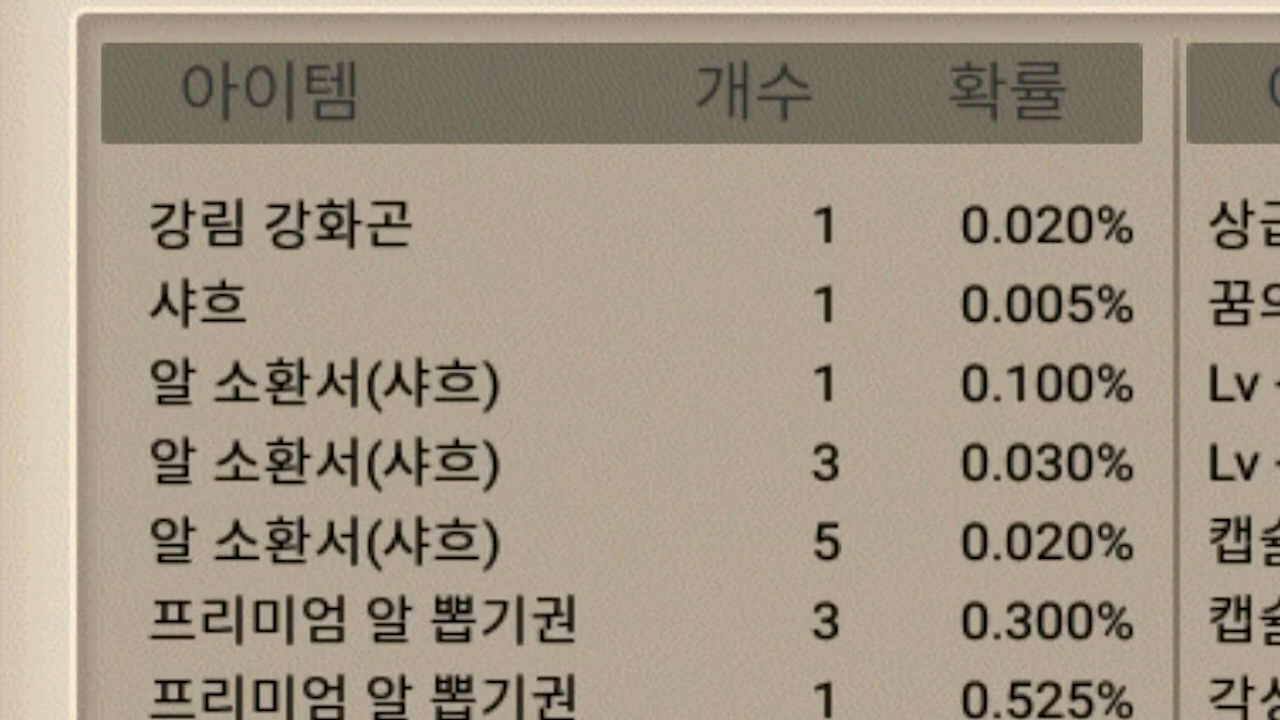 아이템 개수 확률
강림 강화곤 1 0.020%
샤흐 1 0.005%
알 소환서(샤흐) 1 0.100%
알 소환서(샤흐) 3 0.030% Lv
알 소환서(샤흐) 5 0.020%
프리미엄 알 뽑기권 3 0.300%
프리미엄 알 뽑기권 1 0.525%